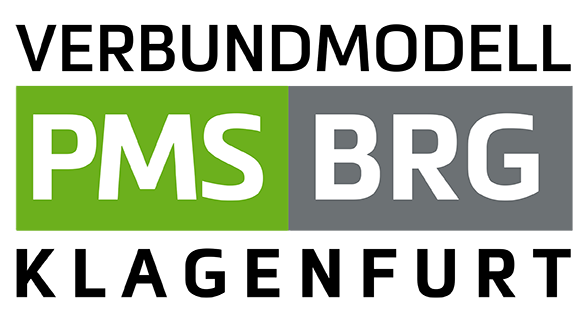 VERBUNDMODELL
PMS BRG
KLAGENFURT